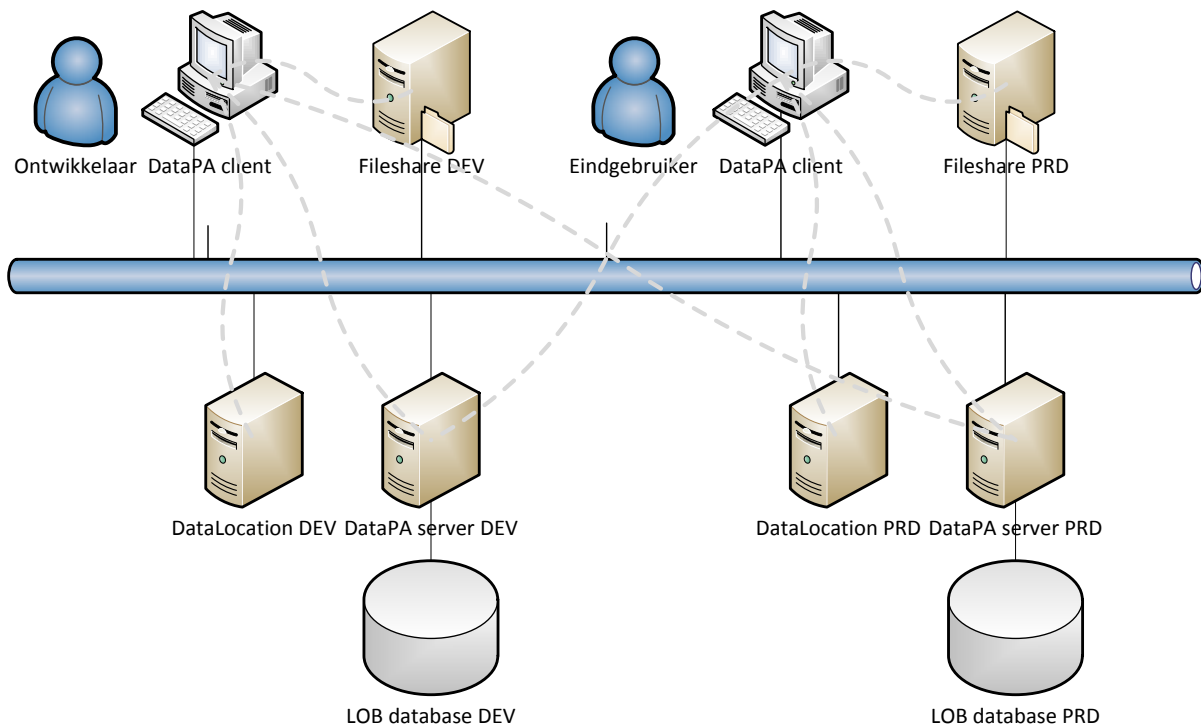 Ontwikkelaar
DataPA client
Fileshare DEV
Eindgebruiker
DataPA client
Fileshare PRD
DataLocation DEV
DataPA server DEV
DataLocation PRD
DataPA server PRD
LOB database DEV
LOB database PRD